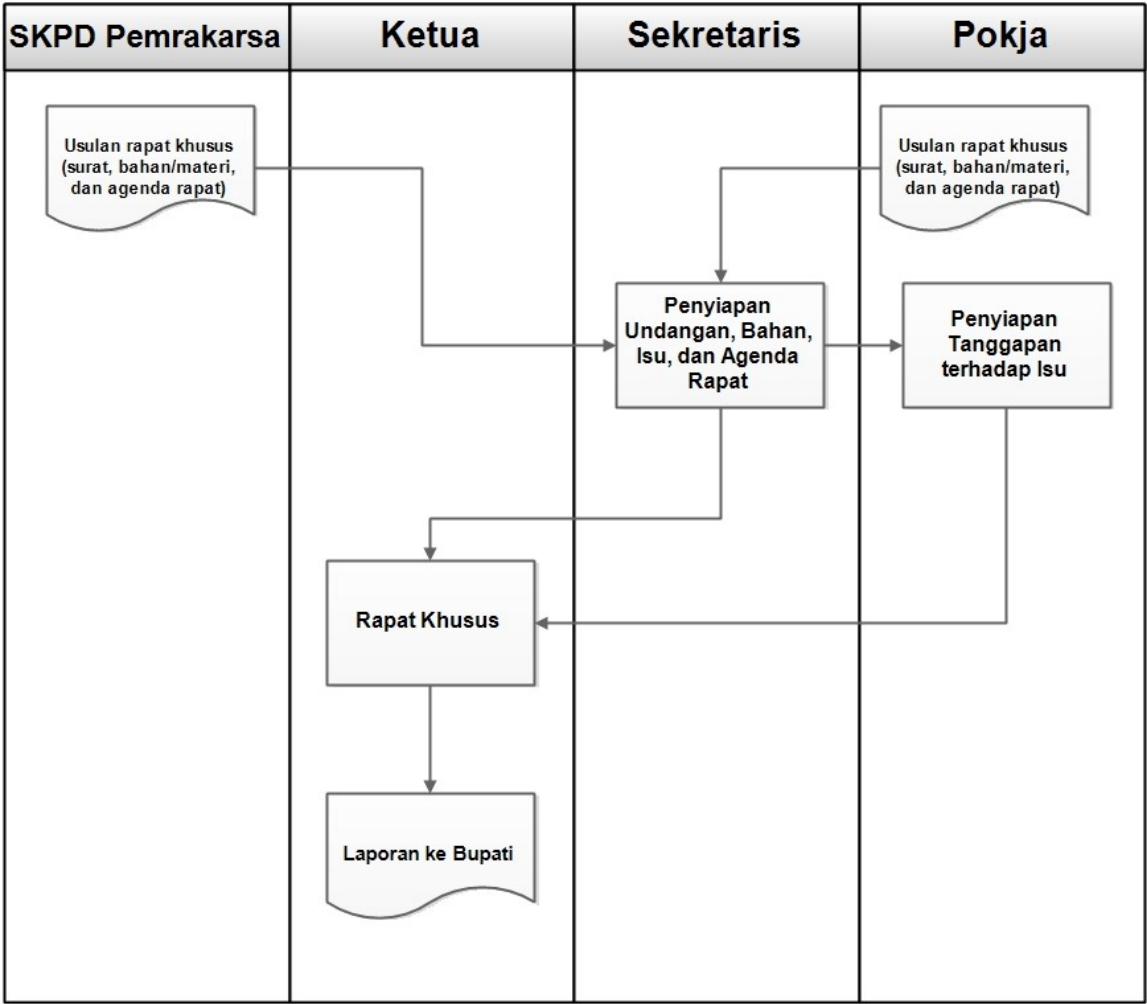 SKPD Pemrakarsa
Ketua
Sekretaris
Pokja
Usulan rapat khusus
(surat, bahan/materi,
dan agenda rapat)
Usulan rapat khusus
(surat, bahan/materi,
dan agenda rapat)
Penyiapan
Undangan, Bahan,
Isu, dan Agenda
Rapat
Penyiapan
Tanggapan
terhadap Isu
Rapat Khusus
Laporan ke Bupati